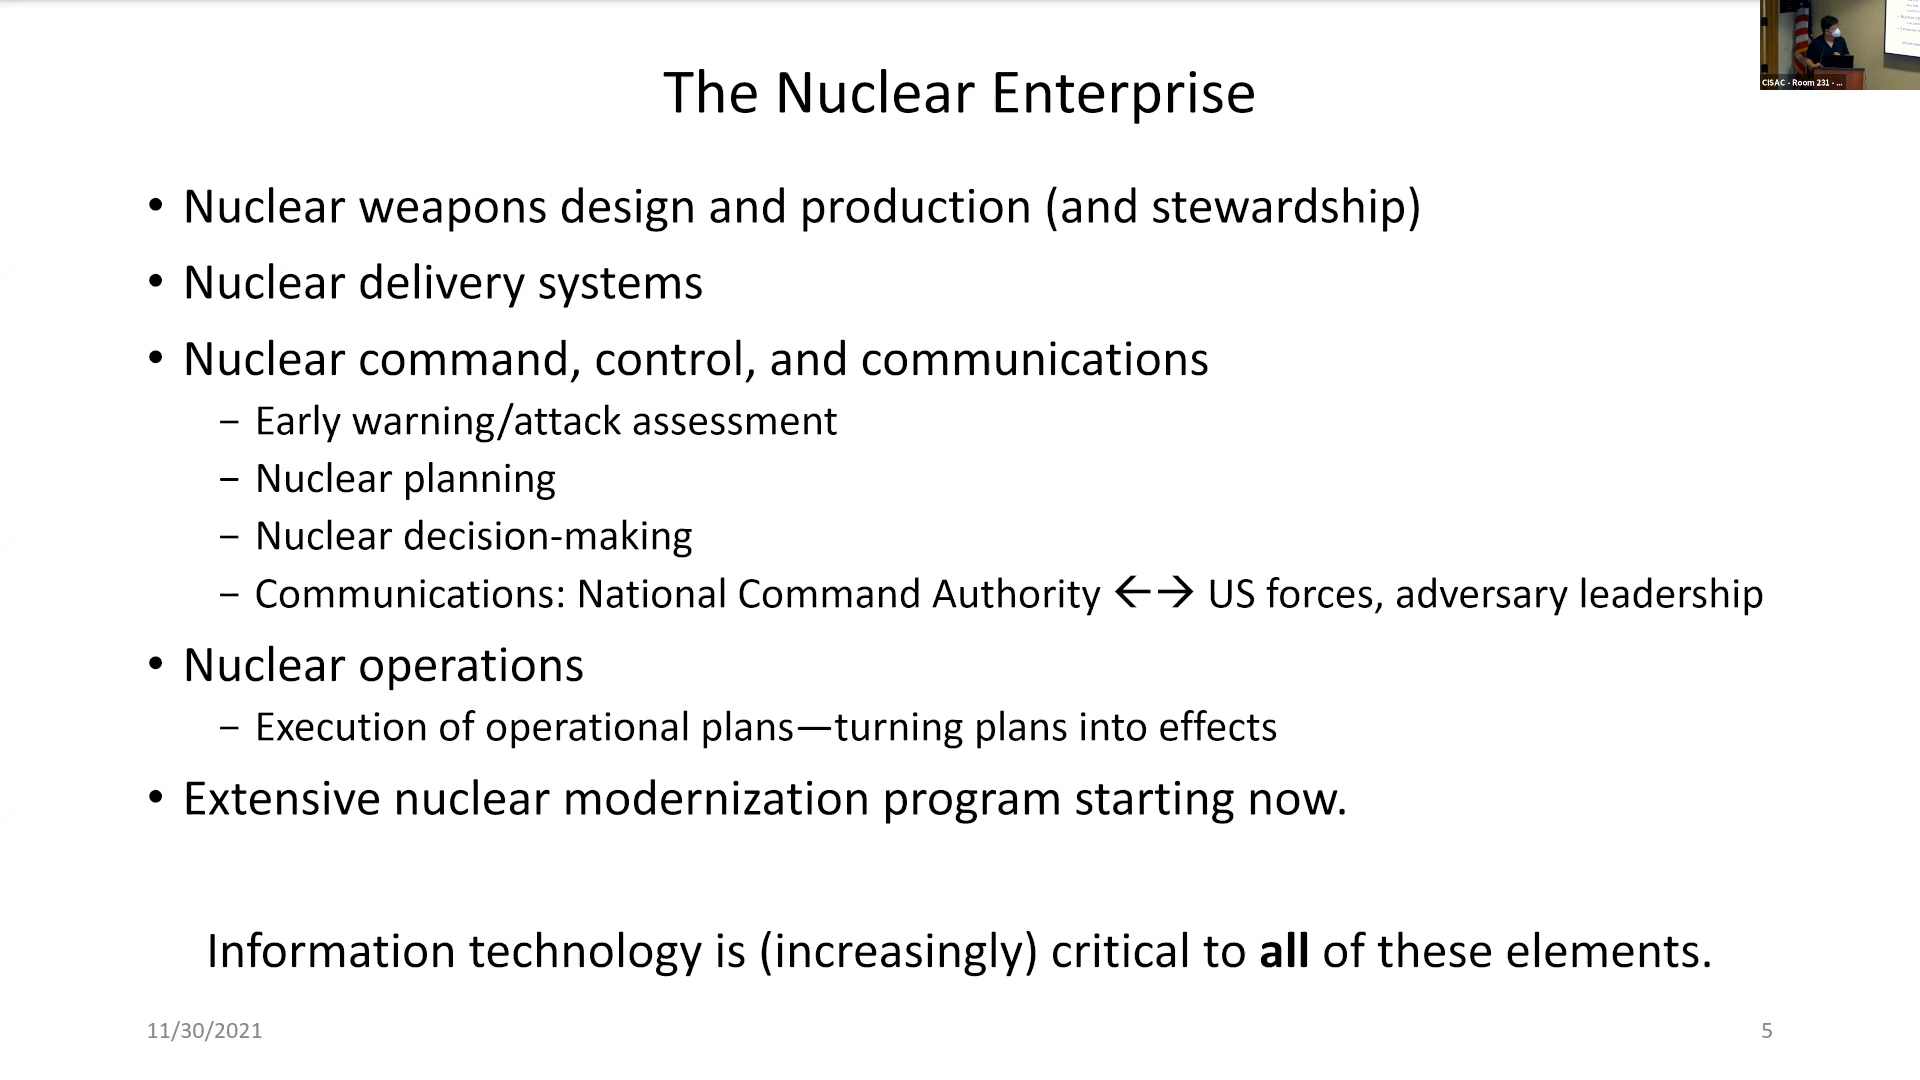 CISAC - Room 231 - ...
The Nuclear Enterprise
• Nuclear weapons design and production (and stewardship)
• Nuclear delivery systems
• Nuclear command, control, and communications
– Early warning/attack assessment
– Nuclear planning
– Nuclear decision-making
– Communications: National Command Authority ←→ US forces, adversary leadership
• Nuclear operations
– Execution of operational plans—turning plans into effects
• Extensive nuclear modernization program starting now.
Information technology is (increasingly) critical to all of these elements.
11/30/2021
5